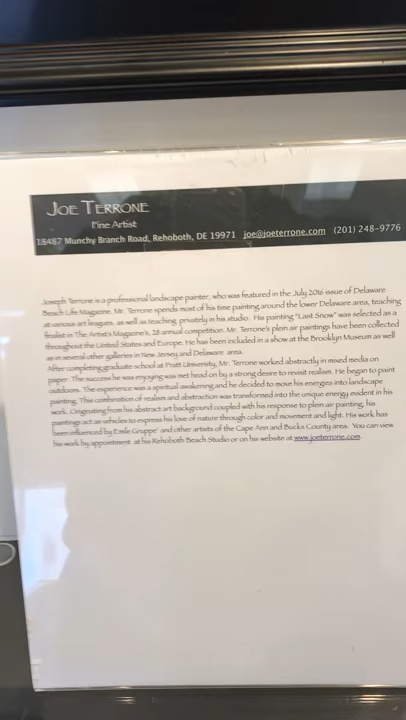 JOE TERRONE
Fine Artist
18487 Munchy Branch Road, Rehoboth, DE 19971 joe@joeterrone.com (201) 248-9776
Joseph Terrone is a professional landscape painter, who was featured in the July 2016 issue of Delaware
Beach Life Magazine. Mr. Terrone spends most of his time painting around the lower Delaware area, teaching
at various art leagues, as well as teaching privately in his studio. His painting "Last Snow" was selected as a
finalist in The Artist's Magazine's, 28 annual competition. Mr. Terrone's plein air paintings have been collected
throughout the United States and Europe. He has been included in a show at the Brooklyn Museum as well
as in several other galleries in New Jersey and Delaware area.
After completing graduate school at Pratt University, Mr. Terrone worked abstractly in mixed media on
paper. The success he was enjoying was met head on by a strong desire to revisit realism. He began to paint
outdoors. The experience was a spiritual awakening and he decided to move his energies into landscape
painting. This combination of realism and abstraction was transformed into the unique energy evident in his
work. Originating from his abstract art background coupled with his response to plein air painting, his
paintings act as vehicles to express his love of nature through color and movement and light. His work has
been influenced by Emile Gruppe' and other artists of the Cape Ann and Bucks County area. You can view
his work by appointment at his Rehoboth Beach Studio or on his website at www.joeterrone.com